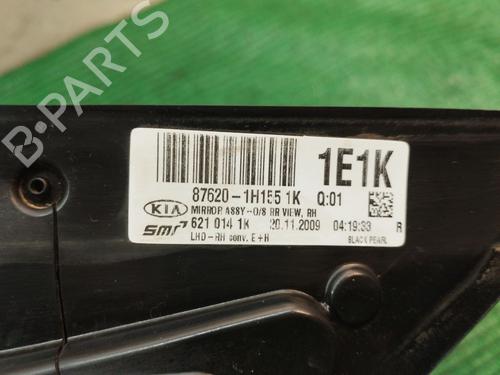 B-PARTS
1E1K
87620-1H155 1K Q:01
KIA MIRROR ASSY-O/S RR VIEW, RH
smr 621 014 1K 20.11.2009 04:19:33 R
LHD-RH conv. E+H BLACK PEARL